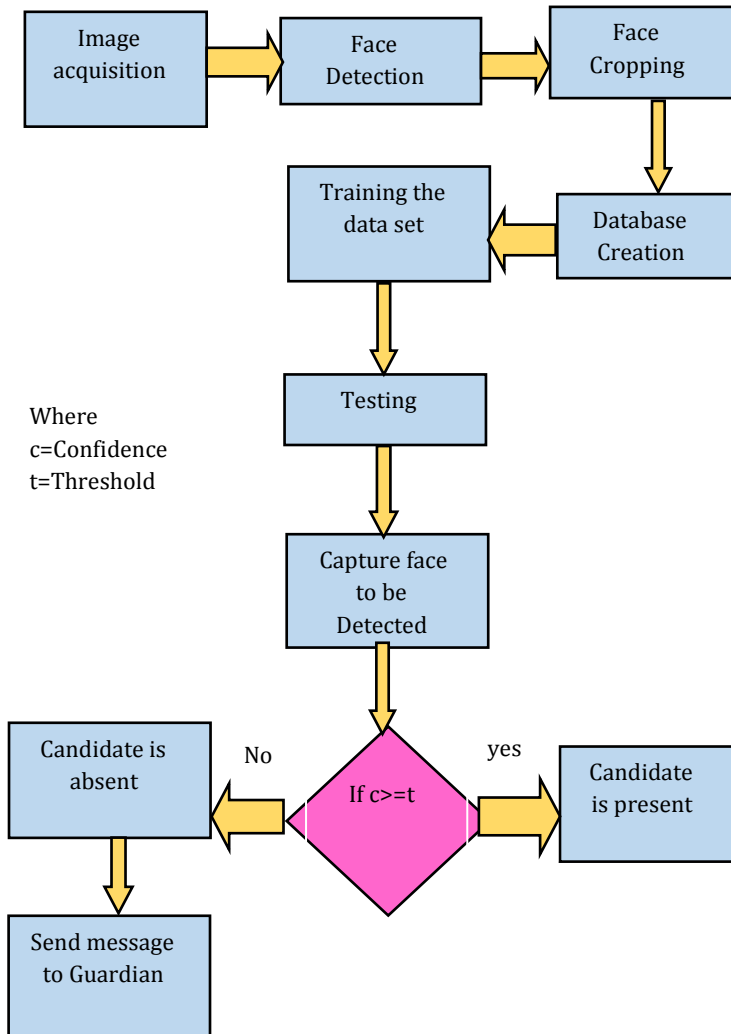 Image
acquisition
Face
Detection
Face
Cropping
Database
Creation
Training the
data set
Testing
Where
c=Confidence
t=Threshold
Capture face
to be
Detected
If c>=t
No
yes
Candidate is
absent
Candidate
is present
Send message
to Guardian